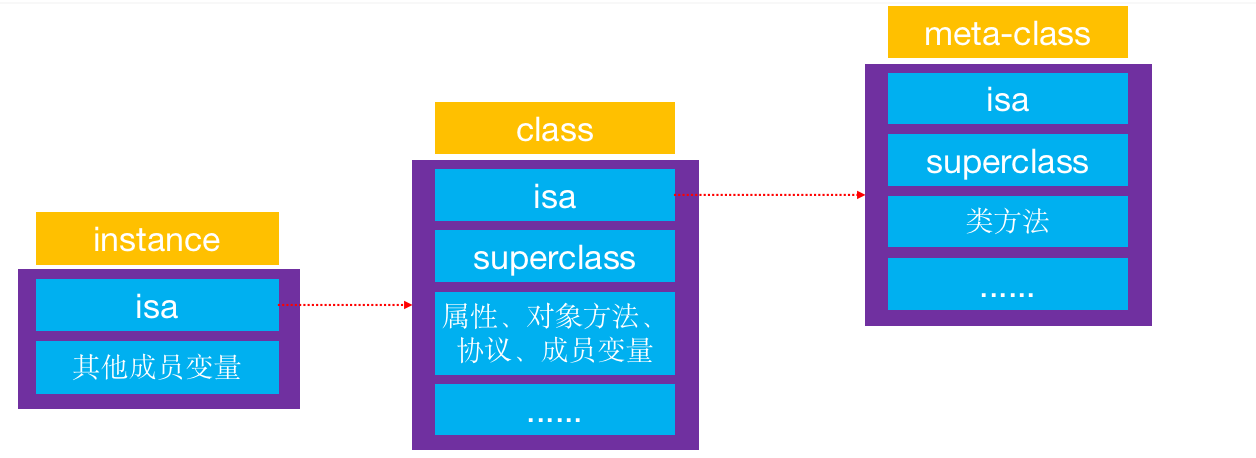 instance
isa
其他成员变量
class
isa
superclass
属性、对象方法、
协议、成员变量
......
meta-class
isa
superclass
类方法
......